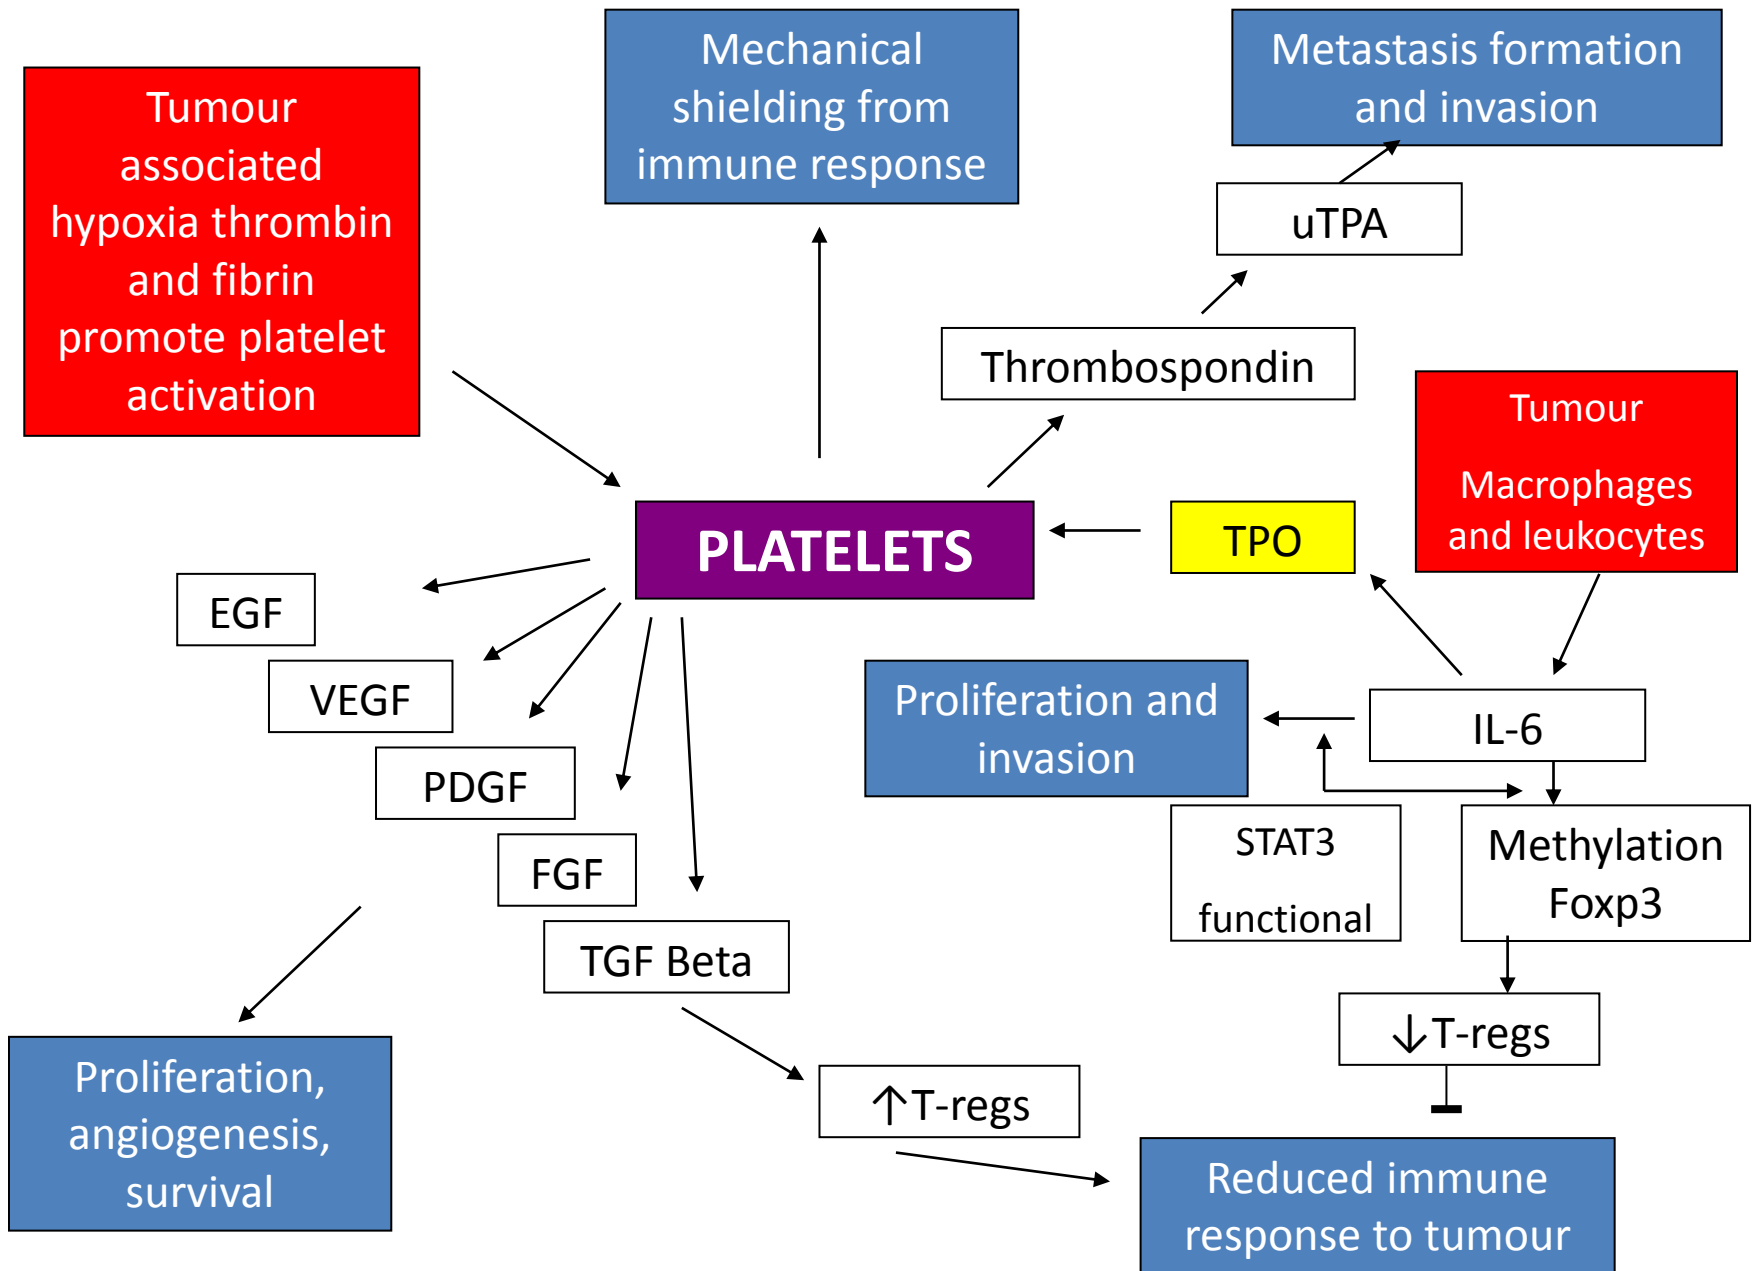 Mechanical
shielding from
immune response
Metastasis formation
and invasion
Tumour
associated
hypoxia thrombin
and fibrin
promote platelet
activation
uTPA
Thrombospondin
Tumour
Macrophages
and leukocytes
PLATELETS
TPO
EGF
VEGF
PDGF
FGF
TGF Beta
Proliferation and
invasion
IL-6
STAT3
functional
Methylation
Foxp3
↓T-regs
Proliferation,
angiogenesis,
survival
↑T-regs
Reduced immune
response to tumour